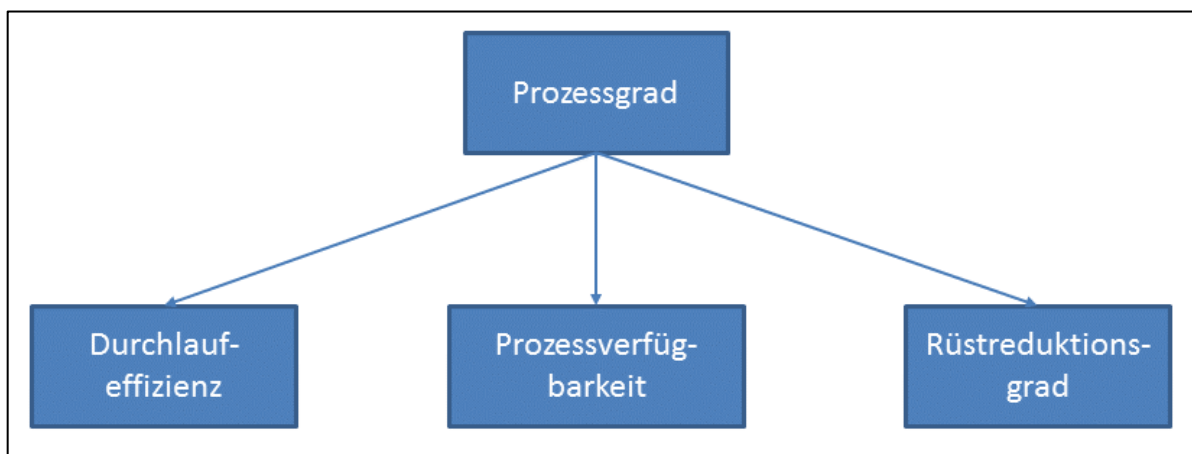 Prozessgrad
Durchlauf-
effizienz
Prozessverfüg-
barkeit
Rüstreduktions-
grad